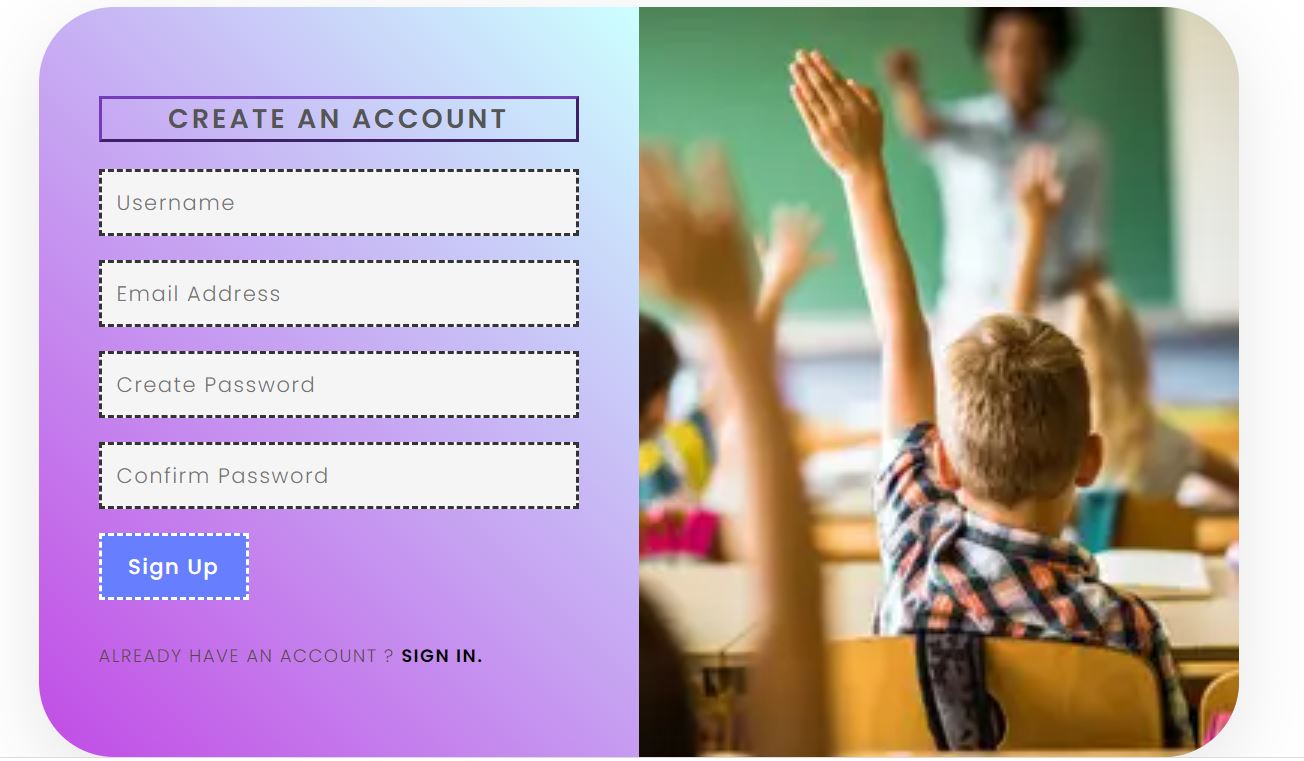 CREATE AN ACCOUNT
Username
Email Address
Create Password
Confirm Password
Sign Up
ALREADY HAVE AN ACCOUNT ? SIGN IN.